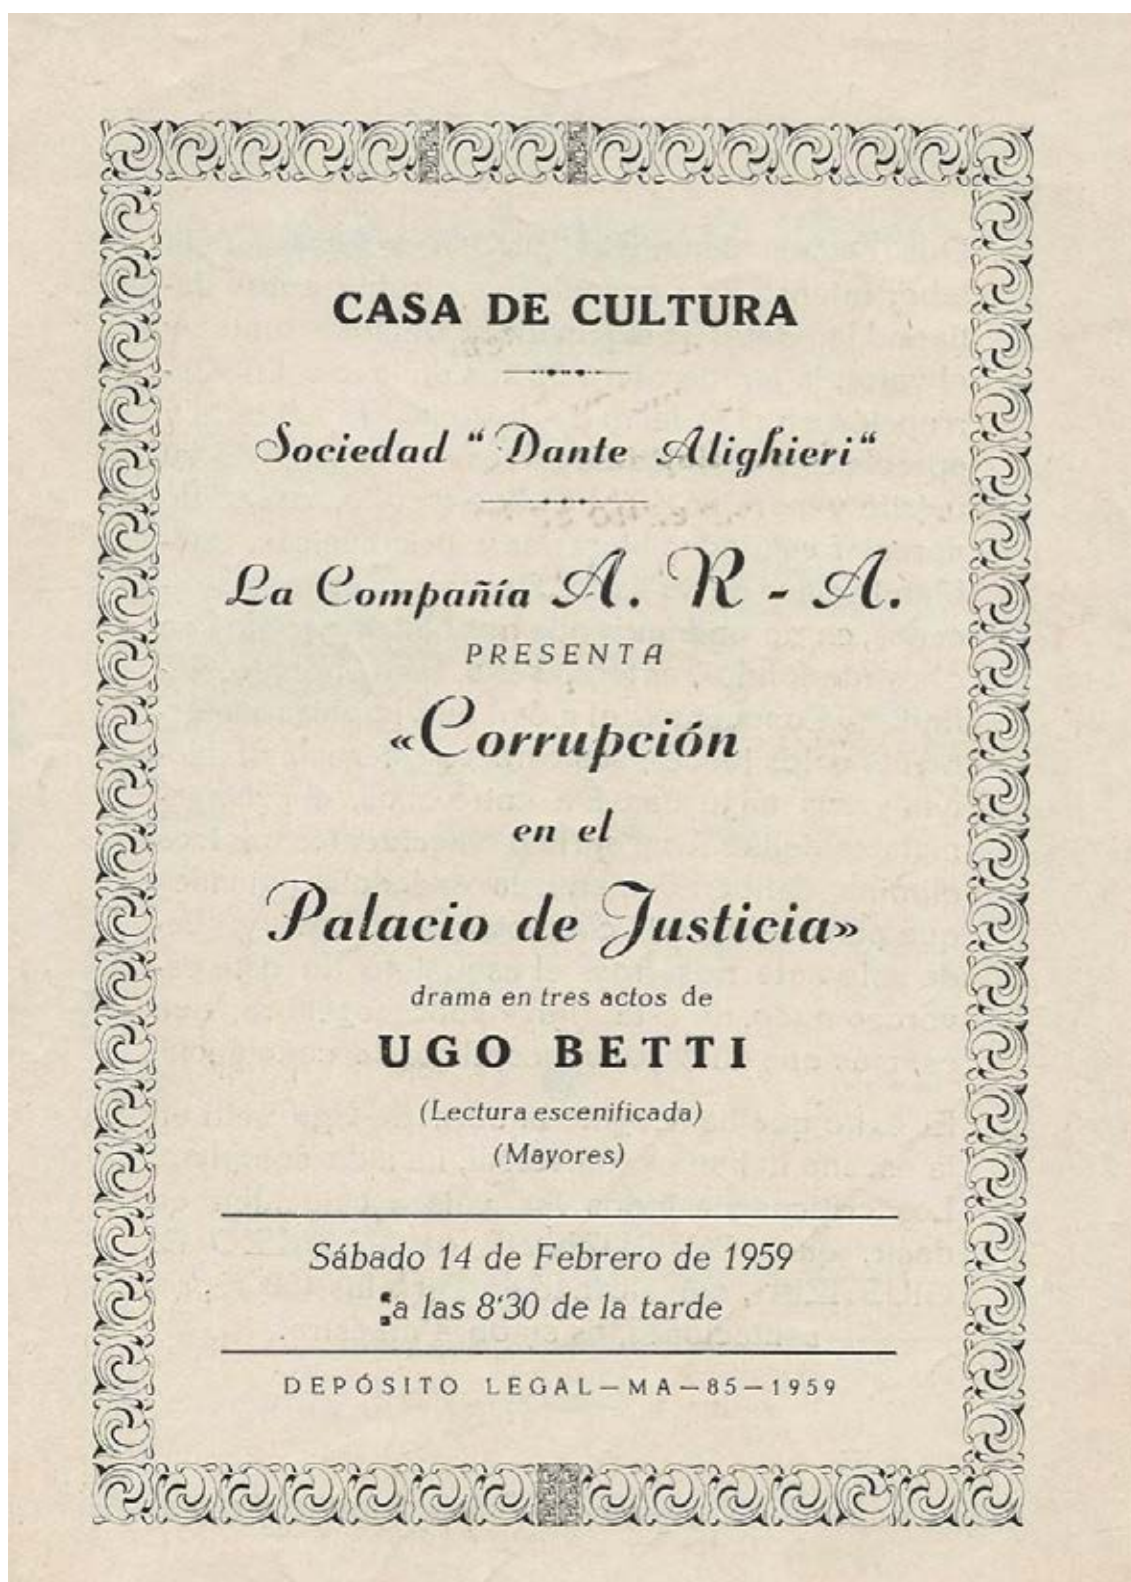 CASA DE CULTURA
Sociedad "Dante Alighieri"
La Compañía A. R - A.
PRESENTA
«Corrupción
en el
Palacio de Justicia»
drama en tres actos de
UGO BETTI
(Lectura escenificada)
(Mayores)
Sábado 14 de Febrero de 1959
a las 8'30 de la tarde
DEPÓSITO LEGAL—MA—85—1959